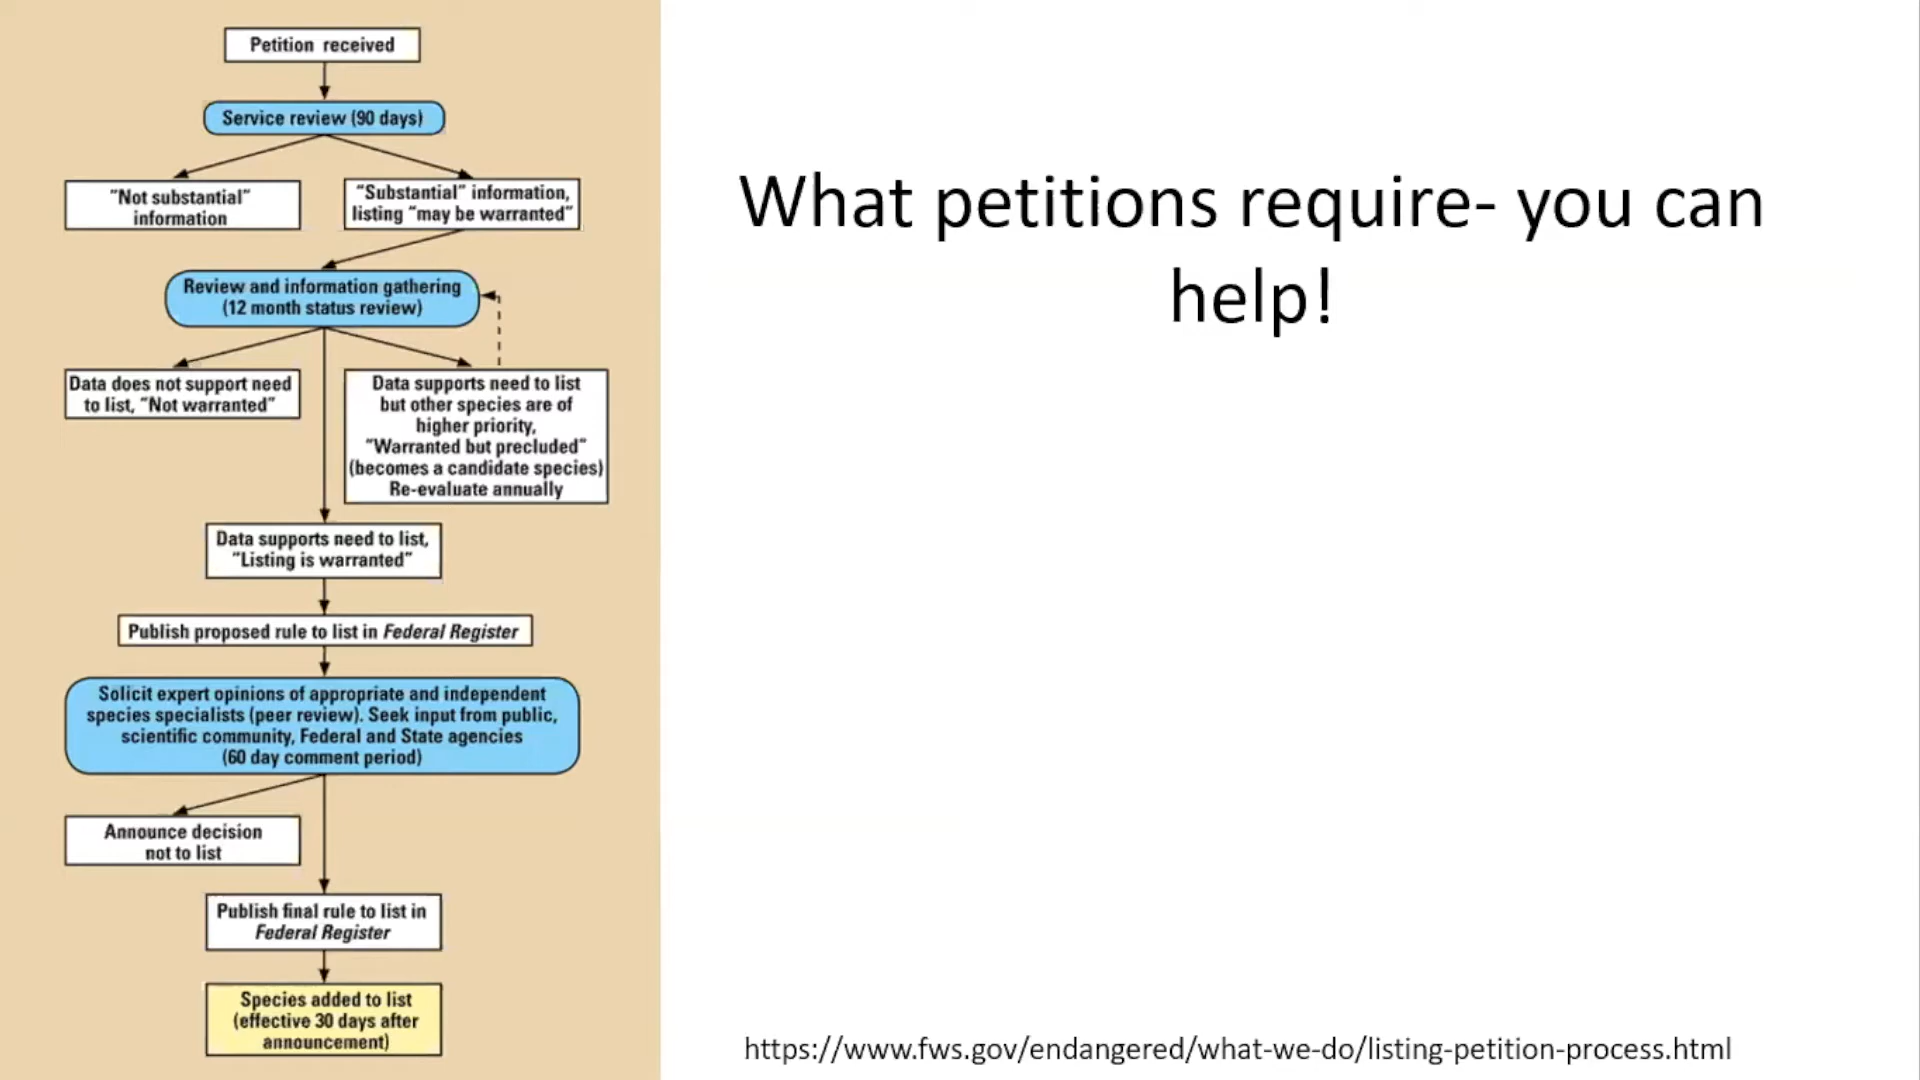 Petition received
Service review (90 days)
"Not substantial"
information
"Substantial" information,
listing "may be warranted"
Review and information gathering
(12 month status review)
Data does not support need
to list, "Not warranted"
Data supports need to list
but other species are of
higher priority,
"Warranted but precluded"
(becomes a candidate species)
Re-evaluate annually
Data supports need to list,
"Listing is warranted"
Publish proposed rule to list in Federal Register
Solicit expert opinions of appropriate and independent
species specialists (peer review). Seek input from public,
scientific community, Federal and State agencies
(60 day comment period)
Announce decision
not to list
Publish final rule to list in
Federal Register
Species added to list
(effective 30 days after
announcement)
What petitions require- you can
help!
https://www.fws.gov/endangered/what-we-do/listing-petition-process.html